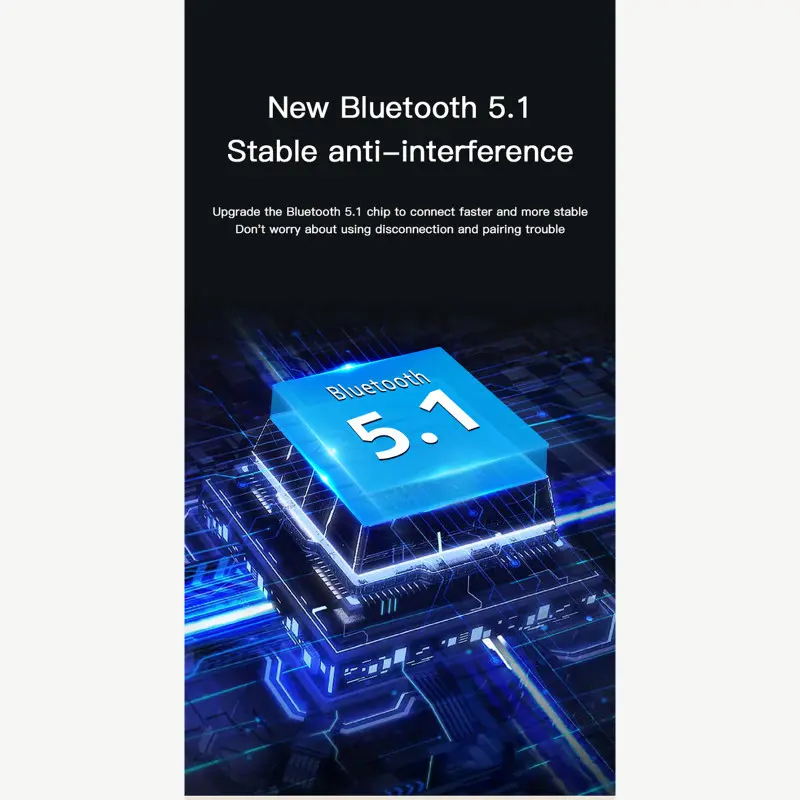 New Bluetooth 5.1
Stable anti-interference
Upgrade the Bluetooth 5.1 chip to connect faster and more stable
Don't worry about using disconnection and pairing trouble
Bluetooth
5.1